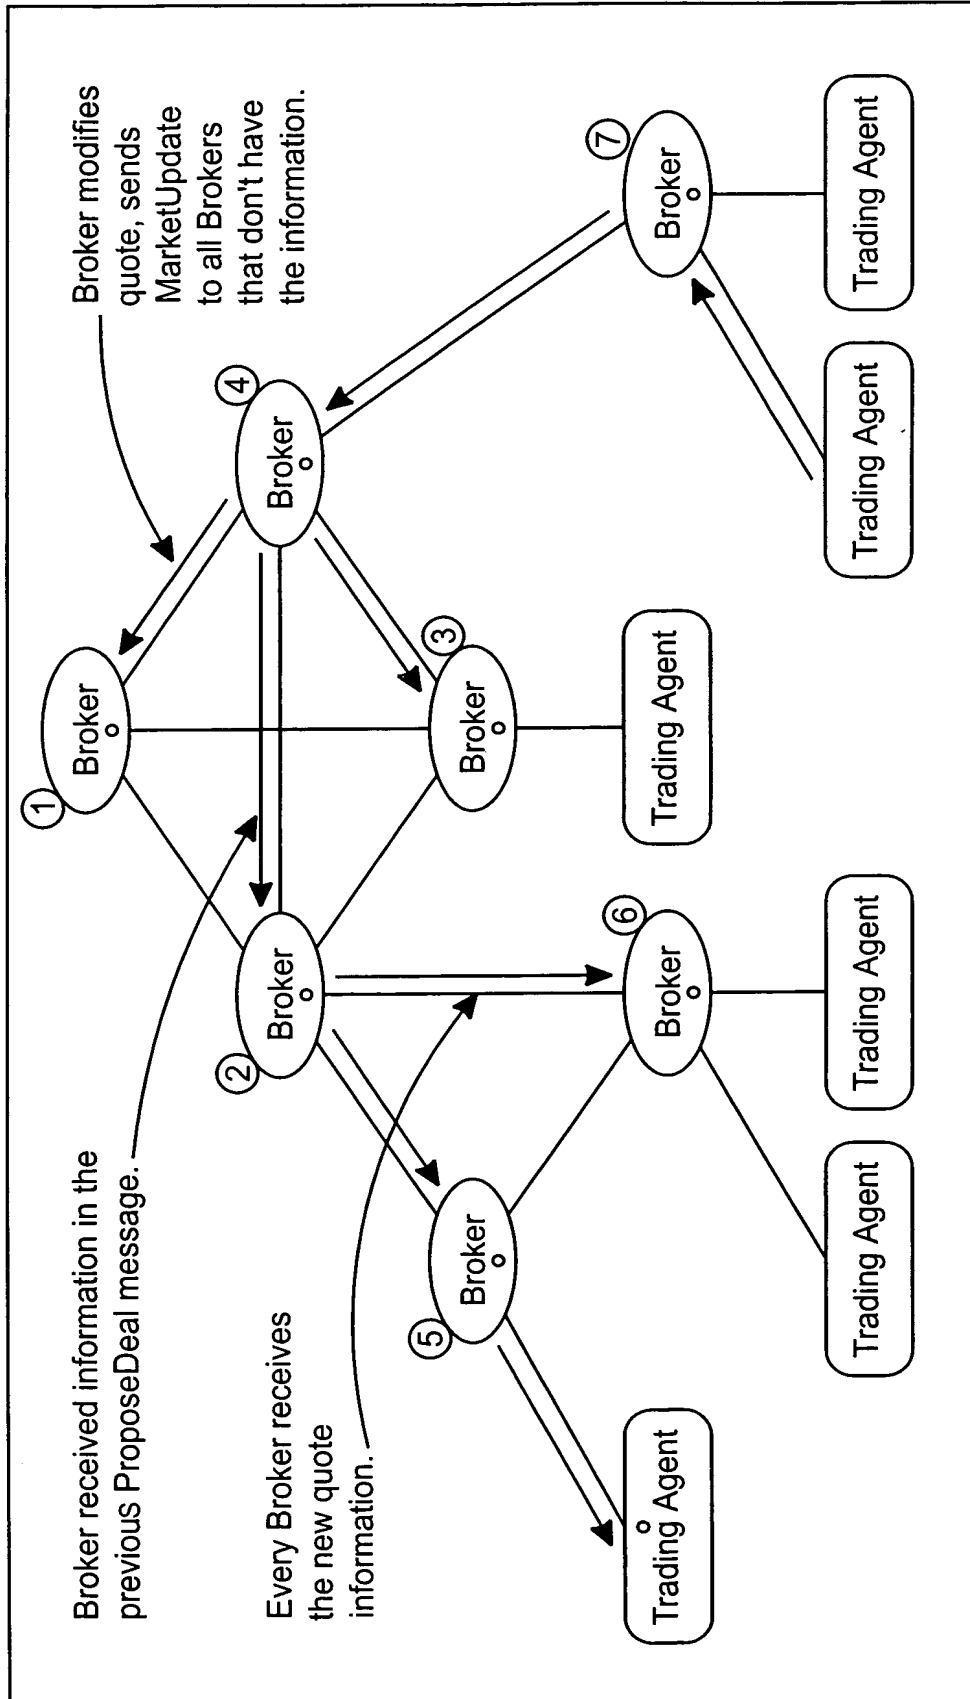 Broker received information in the
previous ProposeDeal message.
Broker modifies
quote, sends
MarketUpdate
to all Brokers
that don't have
the information.
Every Broker receives
the new quote
information.
1
Broker
2
Broker
4
Broker
5
Broker
3
Broker
6
Broker
7
Broker
Trading Agent
Trading Agent
Trading Agent
Trading Agent
Trading Agent
Trading Agent